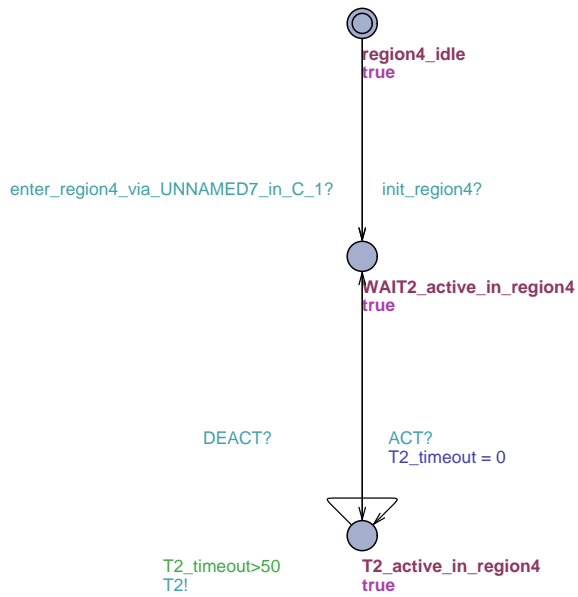 region4_idle
true
enter_region4_via_UNNAMED7_in_C_1?
init_region4?
WAIT2_active_in_region4
true
DEACT?
ACT?
T2_timeout = 0
T2_timeout>50
T2!
T2_active_in_region4
true